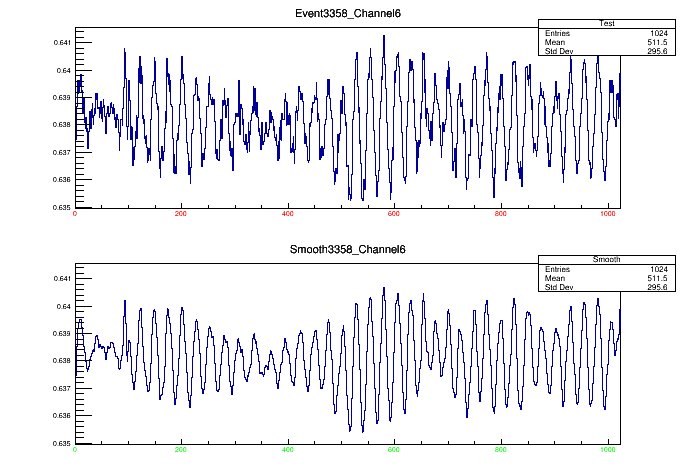 Event3358_Channel6
Test
Entries 1024
Mean 511.5
Std Dev 295.6
0.641
0.64
0.639
0.638
0.637
0.636
0.635
0 200 400 600 800 1000
Smooth3358_Channel6
Smooth
Entries 1024
Mean 511.5
Std Dev 295.6
0.641
0.64
0.639
0.638
0.637
0.636
0.635
0 200 400 600 800 1000